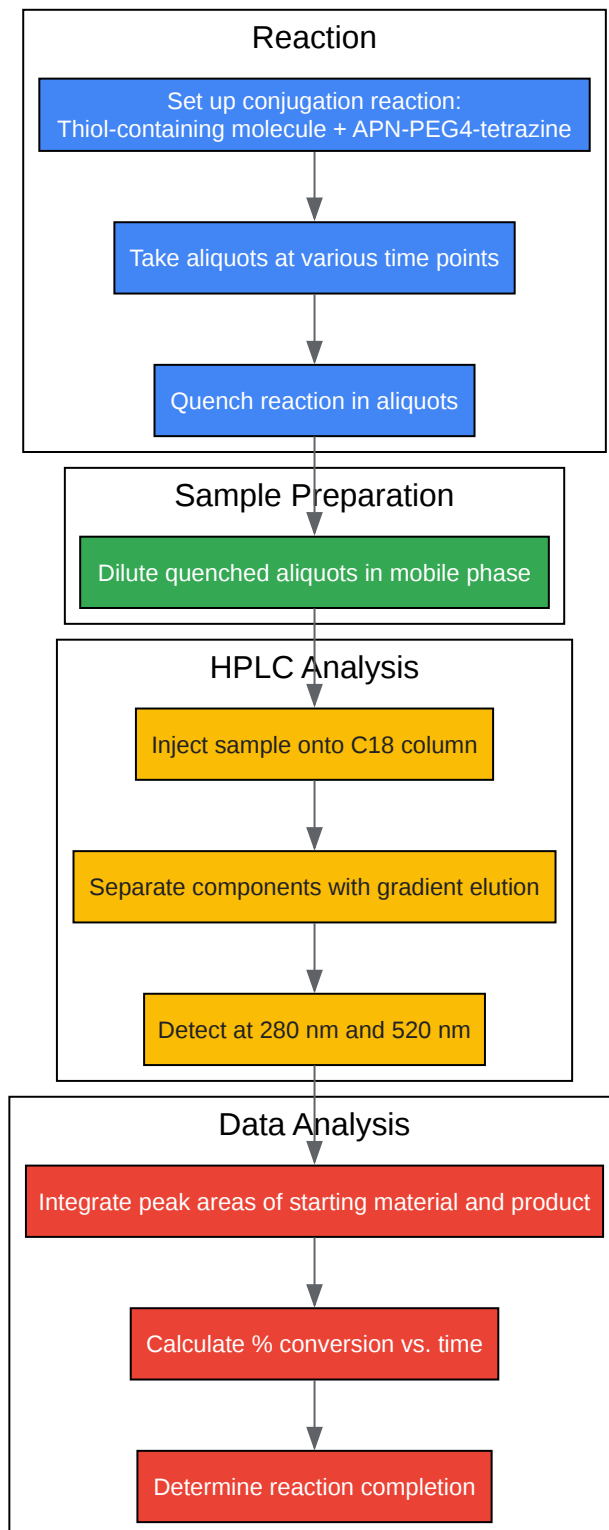 Reaction
Set up conjugation reaction:
Thiol-containing molecule + APN-PEG4-tetrazine
Take aliquots at various time points
Quench reaction in aliquots
Sample Preparation
Dilute quenched aliquots in mobile phase
HPLC Analysis
Inject sample onto C18 column
Separate components with gradient elution
Detect at 280 nm and 520 nm
Data Analysis
Integrate peak areas of starting material and product
Calculate % conversion vs. time
Determine reaction completion